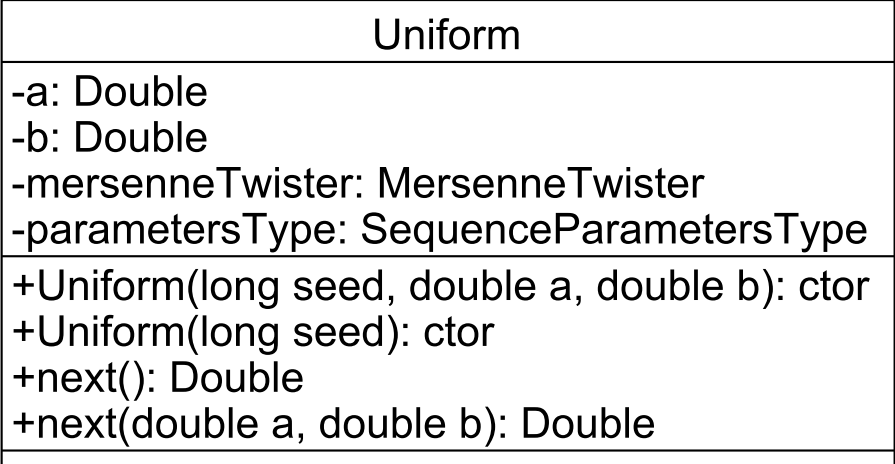 Uniform
-a: Double
-b: Double
-mersenneTwister: MersenneTwister
-parametersType: SequenceParametersType
+Uniform(long seed, double a, double b): ctor
+Uniform(long seed): ctor
+next(): Double
+next(double a, double b): Double